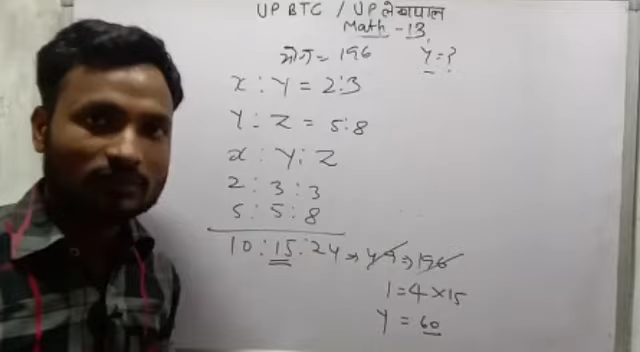 UP BTC / UP लेखपाल
Math - 13
योग = 196 Y = ?
x : Y = 2:3
Y : Z = 5:8
x : Y : Z
2 : 3 : 3
5 : 5 : 8
10 : 15 : 24 → 49 → 196
1 = 4 × 15
Y = 60